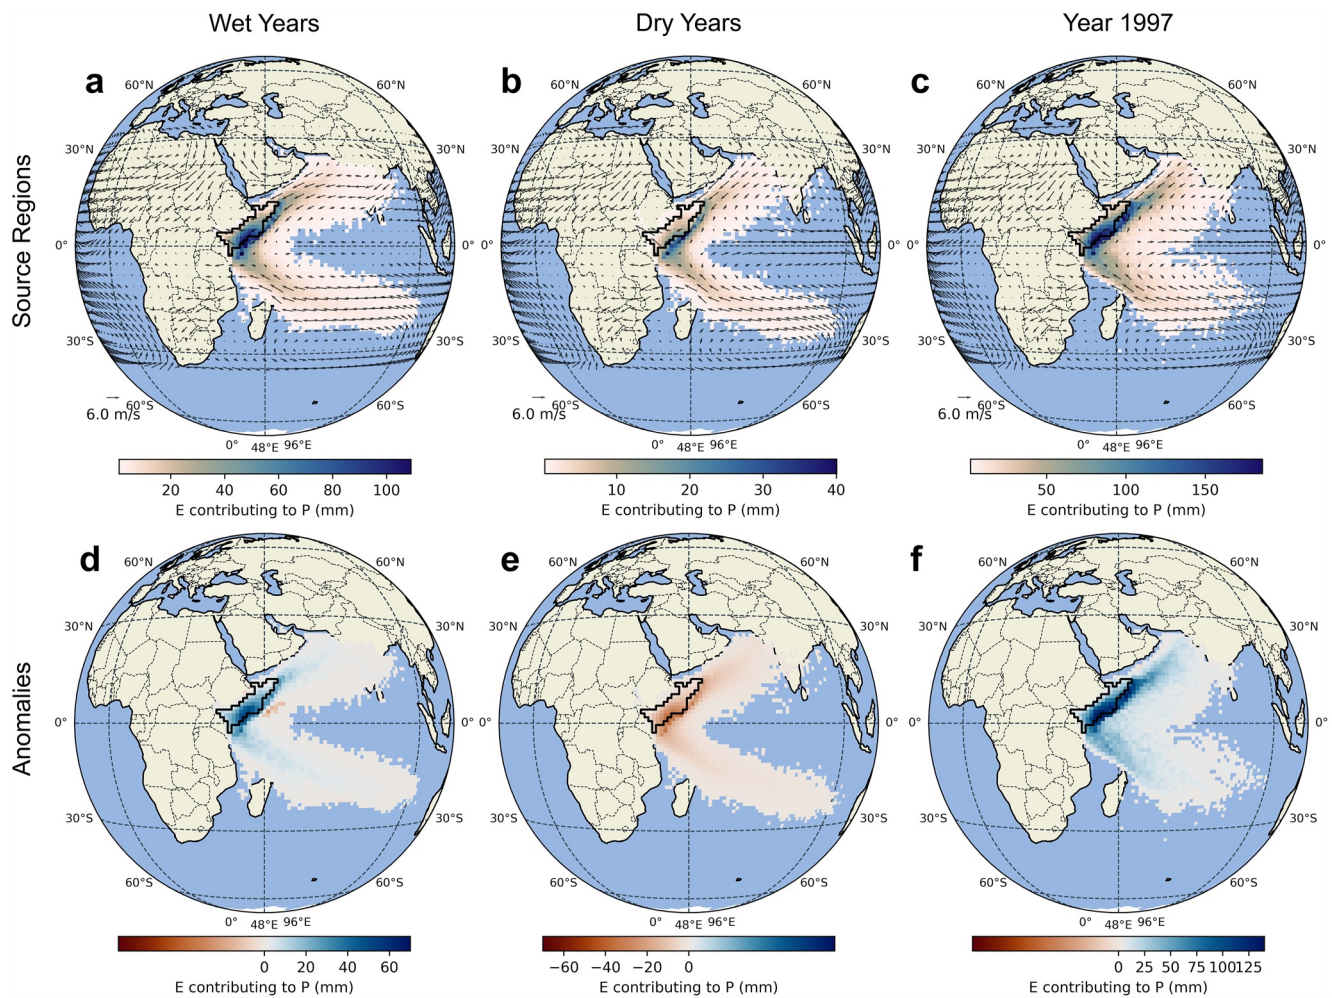 Wet Years
Dry Years
Year 1997
Source Regions
a
60°N
60°N
30°N
30°N
0°
0°
30°S
30°S
60°S
60°S
6.0 m/s
0°
48°E
96°E
20 40 60 80 100
E contributing to P (mm)
b
60°N
60°N
30°N
30°N
0°
0°
30°S
30°S
60°S
60°S
6.0 m/s
0°
48°E
96°E
10 20 30 40
E contributing to P (mm)
c
60°N
60°N
30°N
30°N
0°
0°
30°S
30°S
60°S
60°S
6.0 m/s
0°
48°E
96°E
50 100 150
E contributing to P (mm)
Anomalies
d
60°N
60°N
30°N
30°N
0°
0°
30°S
30°S
60°S
60°S
0°
48°E
96°E
0 20 40 60
E contributing to P (mm)
e
60°N
60°N
30°N
30°N
0°
0°
30°S
30°S
60°S
60°S
0°
48°E
96°E
−60 −40 −20 0
E contributing to P (mm)
f
60°N
60°N
30°N
30°N
0°
0°
30°S
30°S
60°S
60°S
0°
48°E
96°E
0 25 50 75 100 125
E contributing to P (mm)